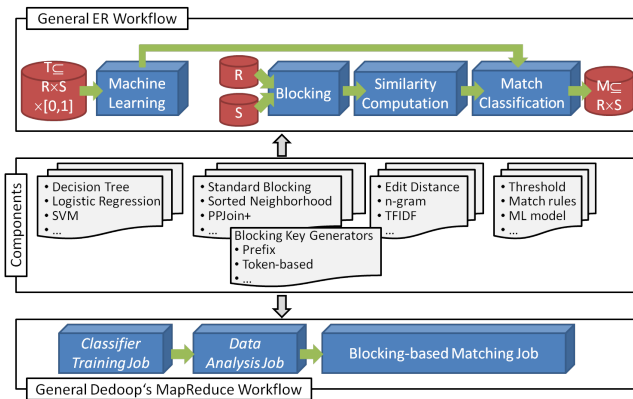 General ER Workflow
T⊆
R×S
×[0,1]
Machine
Learning
R
S
Blocking
Similarity
Computation
Match
Classification
M⊆
R×S
Components
• Decision Tree
• Logistic Regression
• SVM
• ...
• Standard Blocking
• Sorted Neighborhood
• PPJoin+
• ...
Blocking Key Generators
• Prefix
• Token-based
• ...
• Edit Distance
• n-gram
• TFIDF
• ...
• Threshold
• Match rules
• ML model
• ...
Classifier
Training Job
Data
Analysis Job
Blocking-based Matching Job
General Dedoop's MapReduce Workflow